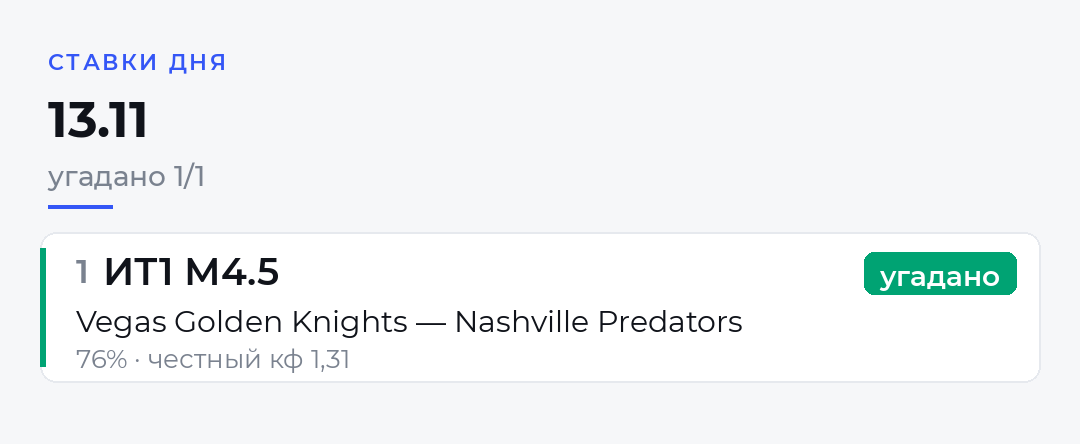 СТАВКИ ДНЯ
13.11
угадано 1/1
1 ИТ1 М4.5
угадано
Vegas Golden Knights — Nashville Predators
76% · честный кф 1,31